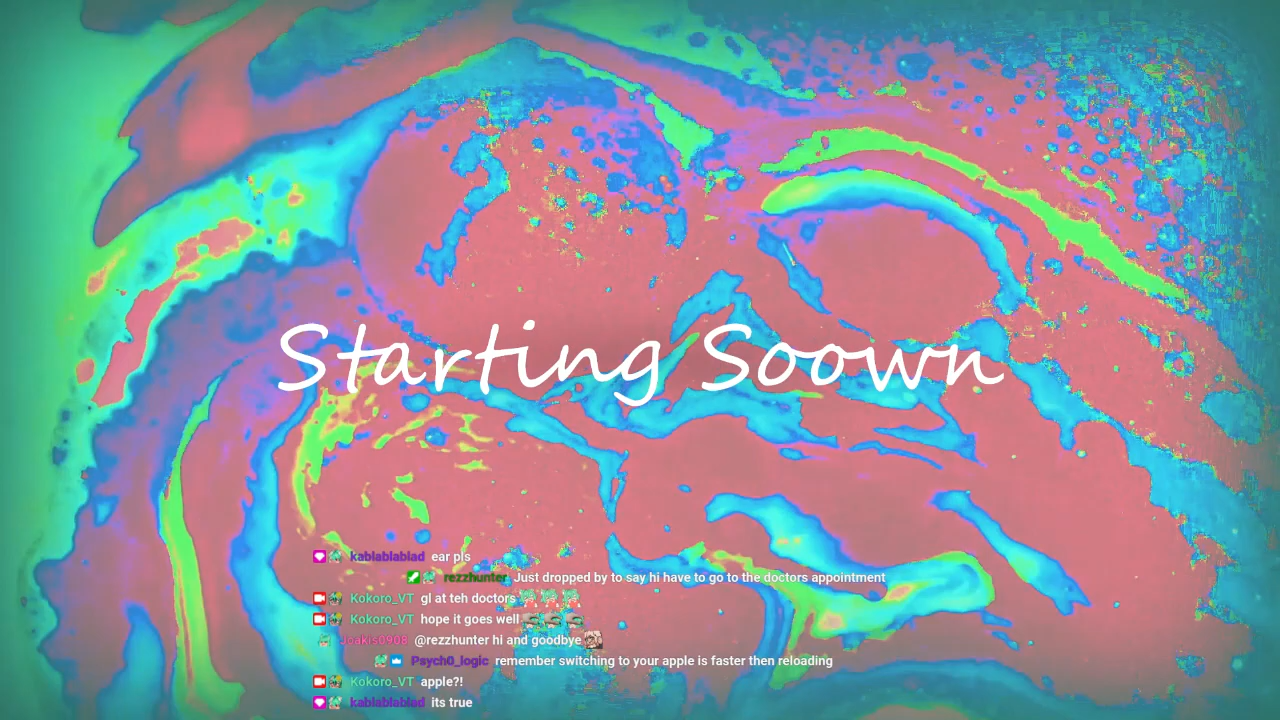 Starting Soown
kablablablad ear pls
rezzhunter Just dropped by to say hi have to go to the doctors appointment
Kokoro_VT gl at teh doctors
Kokoro_VT hope it goes well
Joakis0908 @rezzhunter hi and goodbye
Psych0_logic remember switching to your apple is faster then reloading
Kokoro_VT apple?!
kablablablad its true